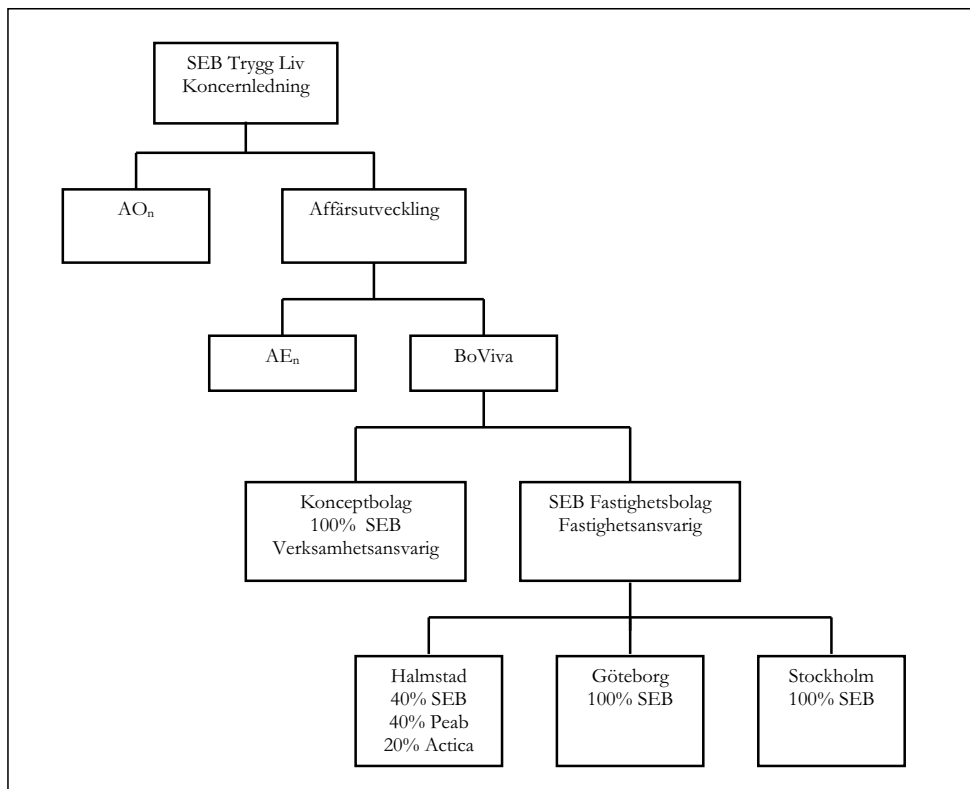 SEB Trygg Liv
Koncernledning
AOₙ
Affärsutveckling
AEₙ
BoViva
Konceptbolag
100% SEB
Verksamhetsansvarig
SEB Fastighetsbolag
Fastighetsansvarig
Halmstad
40% SEB
40% Peab
20% Actica
Göteborg
100% SEB
Stockholm
100% SEB